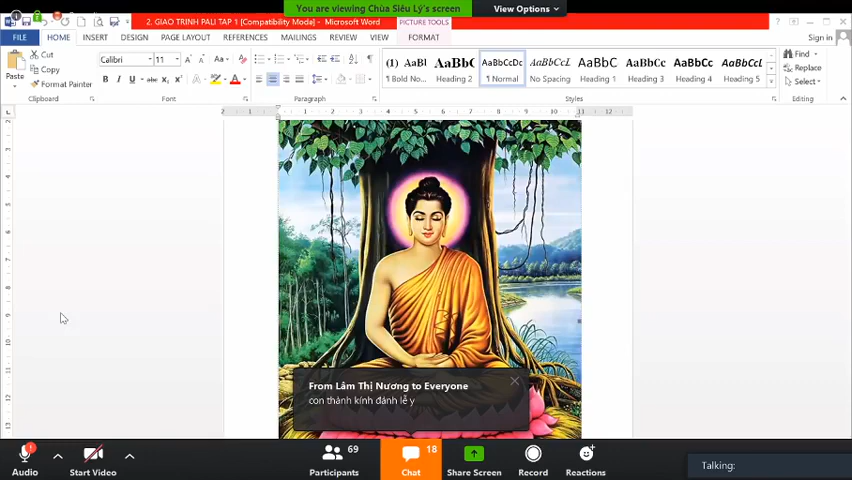 You are viewing Chùa Siêu Lý's screen
View Options
2. GIAO TRINH PALI TAP 1 [Compatibility Mode] - Microsoft Word
PICTURE TOOLS
FILE HOME INSERT DESIGN PAGE LAYOUT REFERENCES MAILINGS REVIEW VIEW FORMAT
Sign in
Paste
Cut
Copy
Format Painter
Clipboard
Calibri 11
Font
Paragraph
(1) AaBl AaBbC AaBbCcDc AaBbCcL AaBbC AaBbCc AaBbCc AaBbCcL
¶ Bold No... Heading 2 ¶ Normal No Spacing Heading 1 Heading 3 Heading 4 Heading 5
Styles
Find
Replace
Select
Editing
From Lâm Thị Nương to Everyone
con thành kính đảnh lễ y
Audio
Start Video
69
Participants
18
Chat
Share Screen
Record
Reactions
Talking: